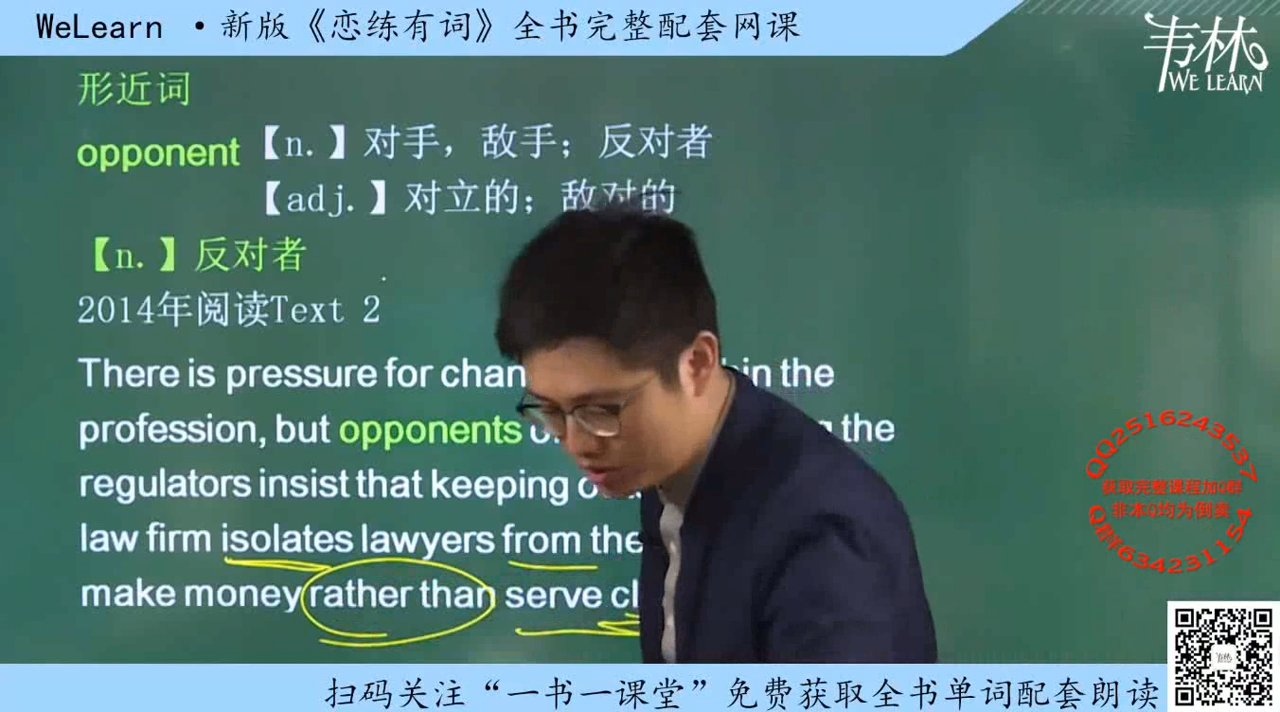 WeLearn ·新版《恋练有词》全书完整配套网课
韦林
WE LEARN
形近词
opponent 【n.】对手，敌手；反对者
【adj.】对立的；敌对的
【n.】反对者
2014年阅读Text 2
There is pressure for in the
profession, but opponents the
regulators insist that keeping
law firm isolates lawyers from
make money rather than serve
QQ2516243537
获取完整课程加Q群
非本Q均为倒卖
Q群634231154
扫码关注“一书一课堂”免费获取全书单词配套朗读